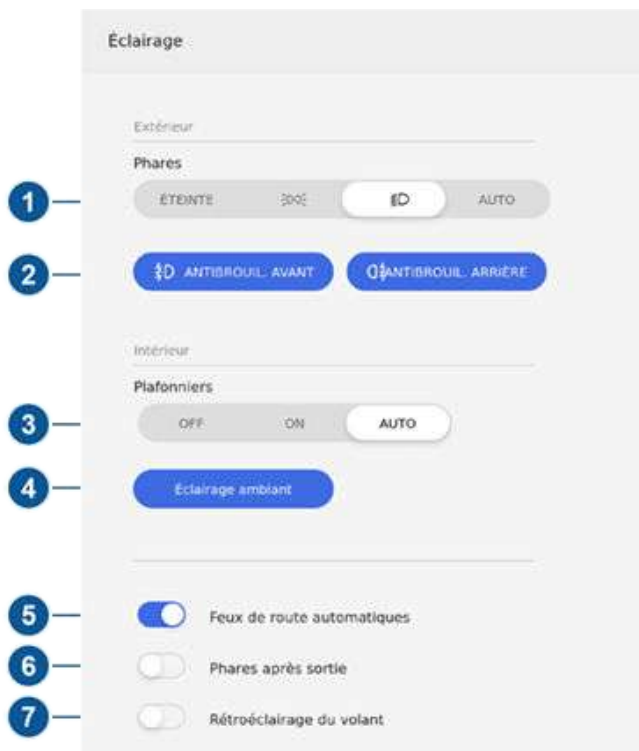 Éclairage
Extérieur
Phares
1 ÉTEINTE AUTO
2 ANTIBROUIL. AVANT ANTIBROUIL. ARRIÈRE
Intérieur
Plafonniers
3 OFF ON AUTO
4 Éclairage ambiant
5 Feux de route automatiques
6 Phares après sortie
7 Rétroéclairage du volant